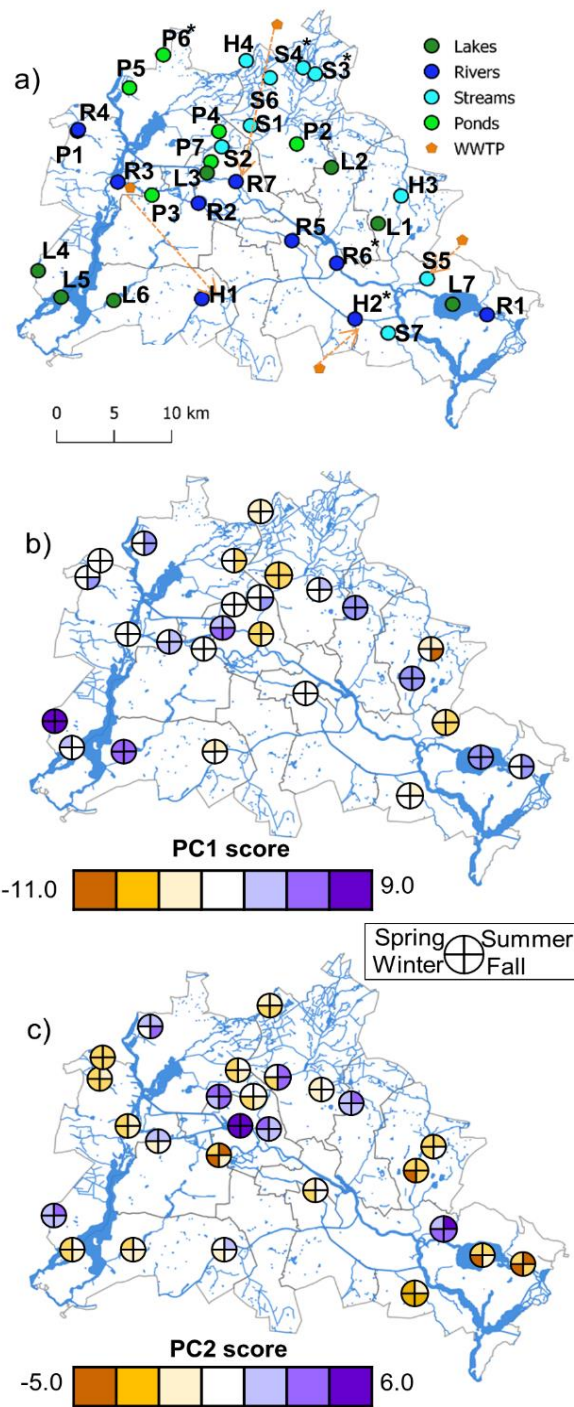 a)
P6*
H4
S4*
S3*
P5
S6
R4
P4
S1
P2
P1
P7
S2
L2
R3
L3
R7
H3
P3
R2
L1
R5
R6*
S5
L4
L5
L6
H1
H2*
L7
R1
S7
Lakes
Rivers
Streams
Ponds
WWTP
0 5 10 km
b)
PC1 score
-11.0 9.0
Spring Summer
Winter Fall
c)
PC2 score
-5.0 6.0